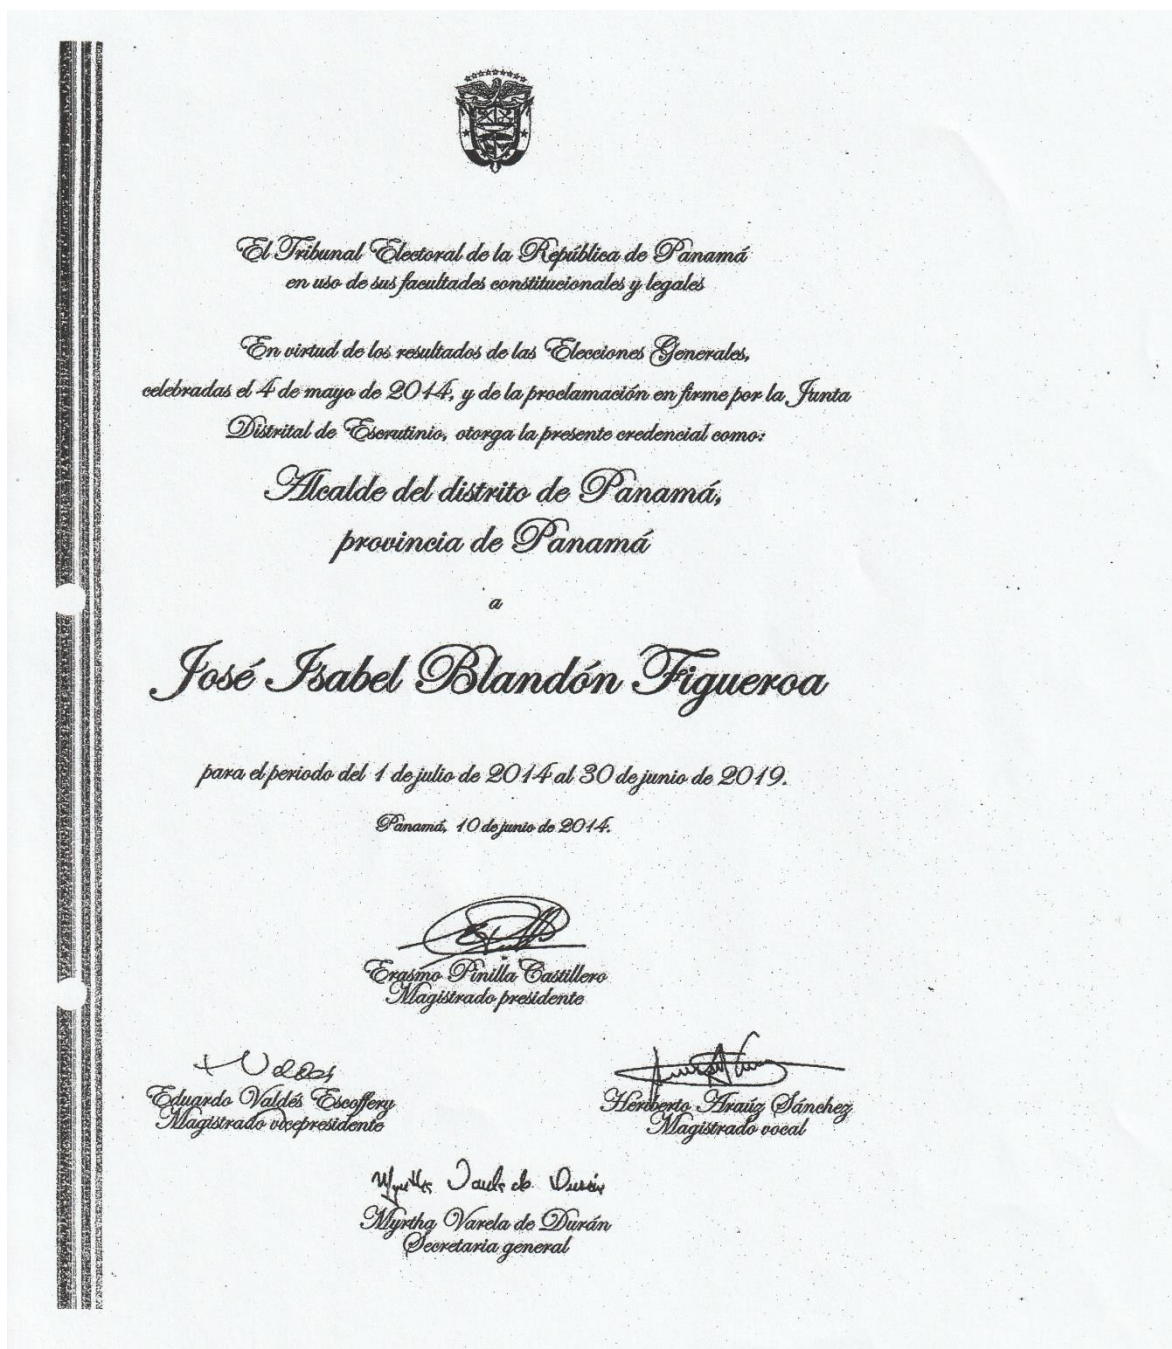 El Tribunal Electoral de la República de Panamá
en uso de sus facultades constitucionales y legales
En virtud de los resultados de las Elecciones Generales,
celebradas el 4 de mayo de 2014, y de la proclamación en firme por la Junta
Distrital de Escrutinio, otorga la presente credencial como:
Alcalde del distrito de Panamá,
provincia de Panamá
a
José Isabel Blandón Figueroa
para el periodo del 1 de julio de 2014 al 30 de junio de 2019.
Panamá, 10 de junio de 2014.
Erasmo Pinilla Castillero
Magistrado presidente
Eduardo Valdés Escoffery
Magistrado vicepresidente
Heriberto Araúz Sánchez
Magistrado vocal
Myrtha Varela de Durán
Myrtha Varela de Durán
Secretaria general